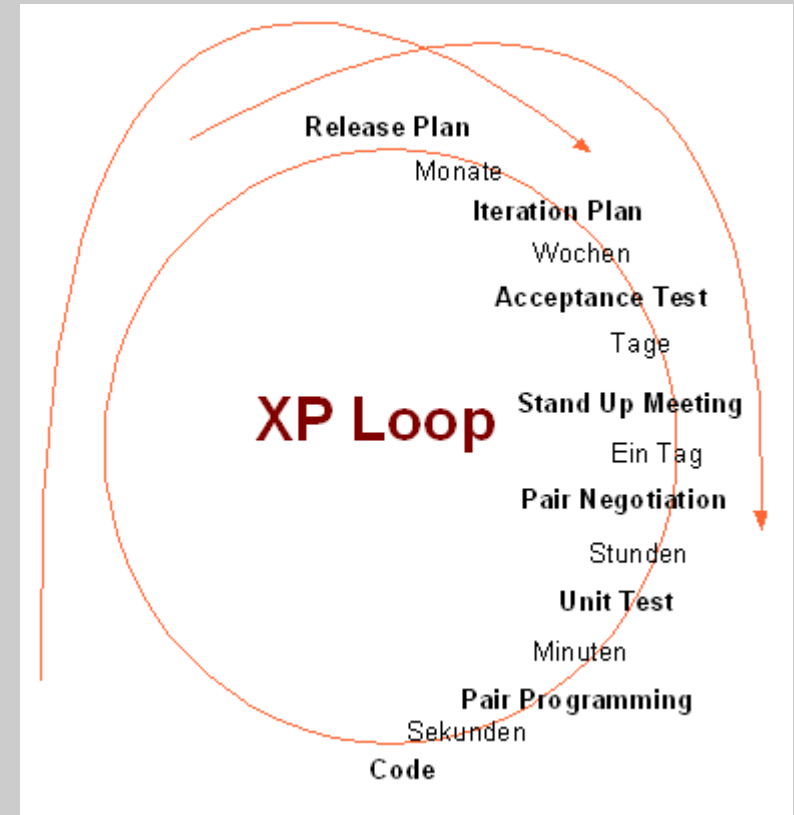 Release Plan
Monate
Iteration Plan
Wochen
Acceptance Test
Tage
XP Loop
Stand Up Meeting
Ein Tag
Pair Negotiation
Stunden
Unit Test
Minuten
Pair Programming
Sekunden
Code